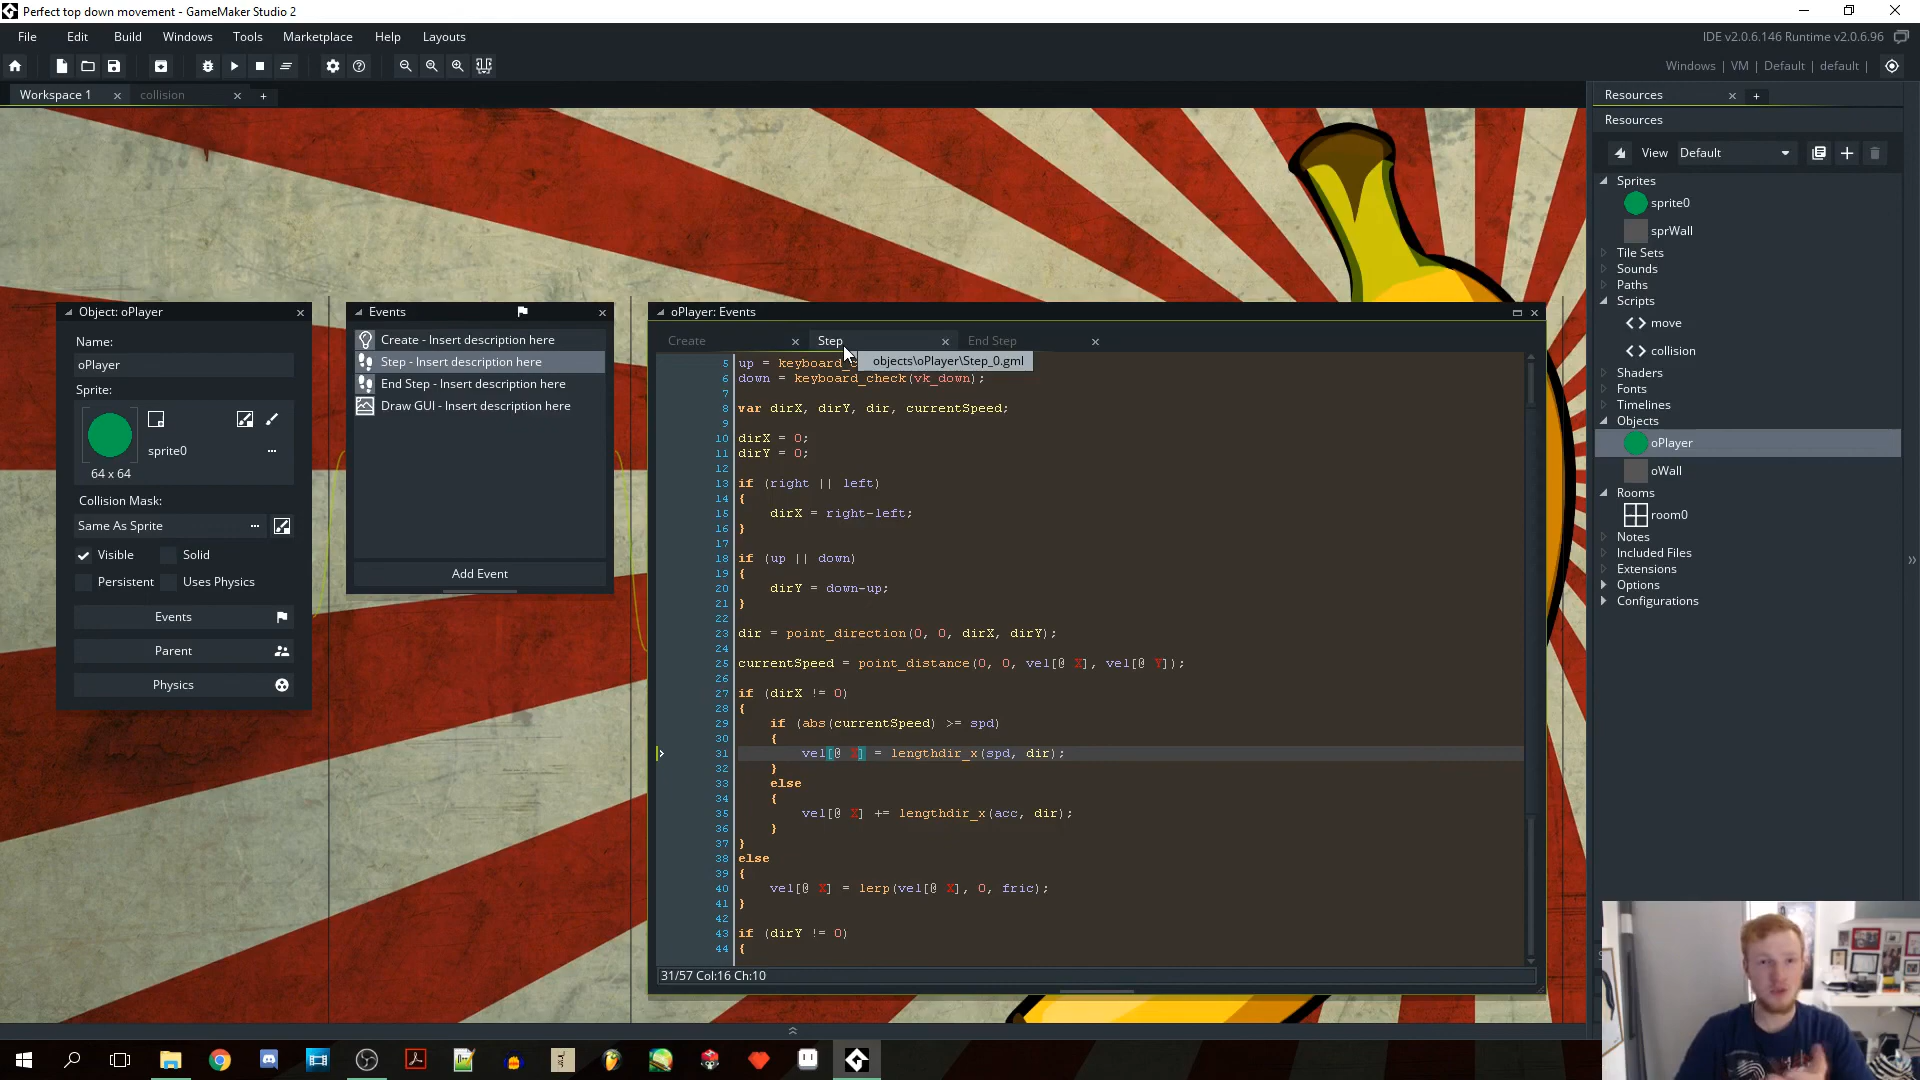 Perfect top down movement - GameMaker Studio 2
File Edit Build Windows Tools Marketplace Help Layouts
IDE v2.0.6.146 Runtime v2.0.6.96
Windows | VM | Default | default |
Workspace 1
collision
Resources
Resources
View Default
Sprites
sprite0
sprWall
Tile Sets
Sounds
Paths
Scripts
move
collision
Shaders
Fonts
Timelines
Objects
oPlayer
oWall
Rooms
room0
Notes
Included Files
Extensions
Options
Configurations
Object: oPlayer
Name:
oPlayer
Sprite:
sprite0
64 x 64
Collision Mask:
Same As Sprite
Visible Solid
Persistent Uses Physics
Events
Parent
Physics
Events
Create - Insert description here
Step - Insert description here
End Step - Insert description here
Draw GUI - Insert description here
Add Event
oPlayer: Events
Create Step End Step
objects\oPlayer\Step_0.gml
5 up = keyboard_c
6 down = keyboard_check(vk_down);
7
8 var dirX, dirY, dir, currentSpeed;
9
10 dirX = 0;
11 dirY = 0;
12
13 if (right || left)
14 {
15 dirX = right-left;
16 }
17
18 if (up || down)
19 {
20 dirY = down-up;
21 }
22
23 dir = point_direction(0, 0, dirX, dirY);
24
25 currentSpeed = point_distance(0, 0, vel[@ X], vel[@ Y]);
26
27 if (dirX != 0)
28 {
29 if (abs(currentSpeed) >= spd)
30 {
31 vel[@ X] = lengthdir_x(spd, dir);
32 }
33 else
34 {
35 vel[@ X] += lengthdir_x(acc, dir);
36 }
37 }
38 else
39 {
40 vel[@ X] = lerp(vel[@ X], 0, fric);
41 }
42
43 if (dirY != 0)
44 {
31/57 Col:16 Ch:10